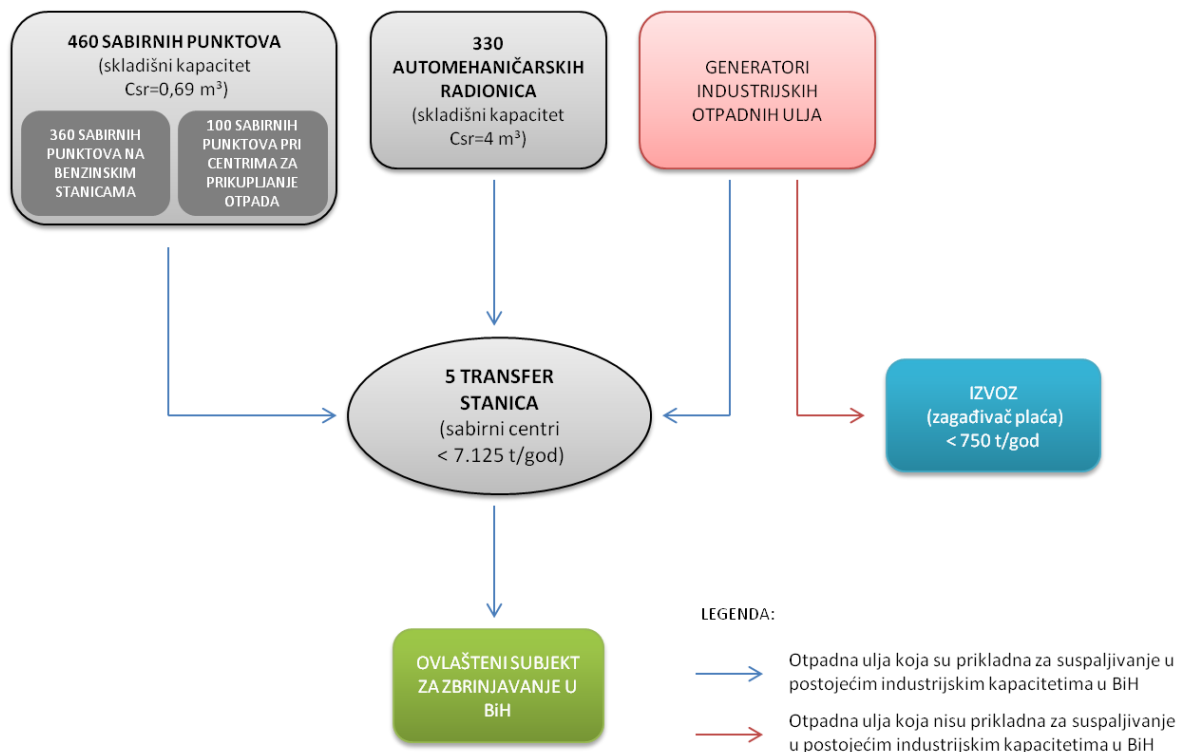 460 SABIRNIH PUNKTOVA
(skladišni kapacitet
Csr=0,69 m³)
360 SABIRNIH
PUNKTOVA NA
BENZINSKIM
STANICAMA
100 SABIRNIH
PUNKTOVA PRI
CENTRIMA ZA
PRIKUPLJANJE
OTPADA
330
AUTOMEHANIČARSKIH
RADIONICA
(skladišni kapacitet
Csr=4 m³)
GENERATORI
INDUSTRIJSKIH
OTPADNIH ULJA
5 TRANSFER
STANICA
(sabirni centri
< 7.125 t/god)
IZVOZ
(zagađivač plaća)
< 750 t/god
OVLAŠTENI SUBJEKT
ZA ZBRINJAVANJE U
BiH
LEGENDA:
Otpadna ulja koja su prikladna za suspaljivanje u
postojećim industrijskim kapacitetima u BiH
Otpadna ulja koja nisu prikladna za suspaljivanje
u postojećim industrijskim kapacitetima u BiH